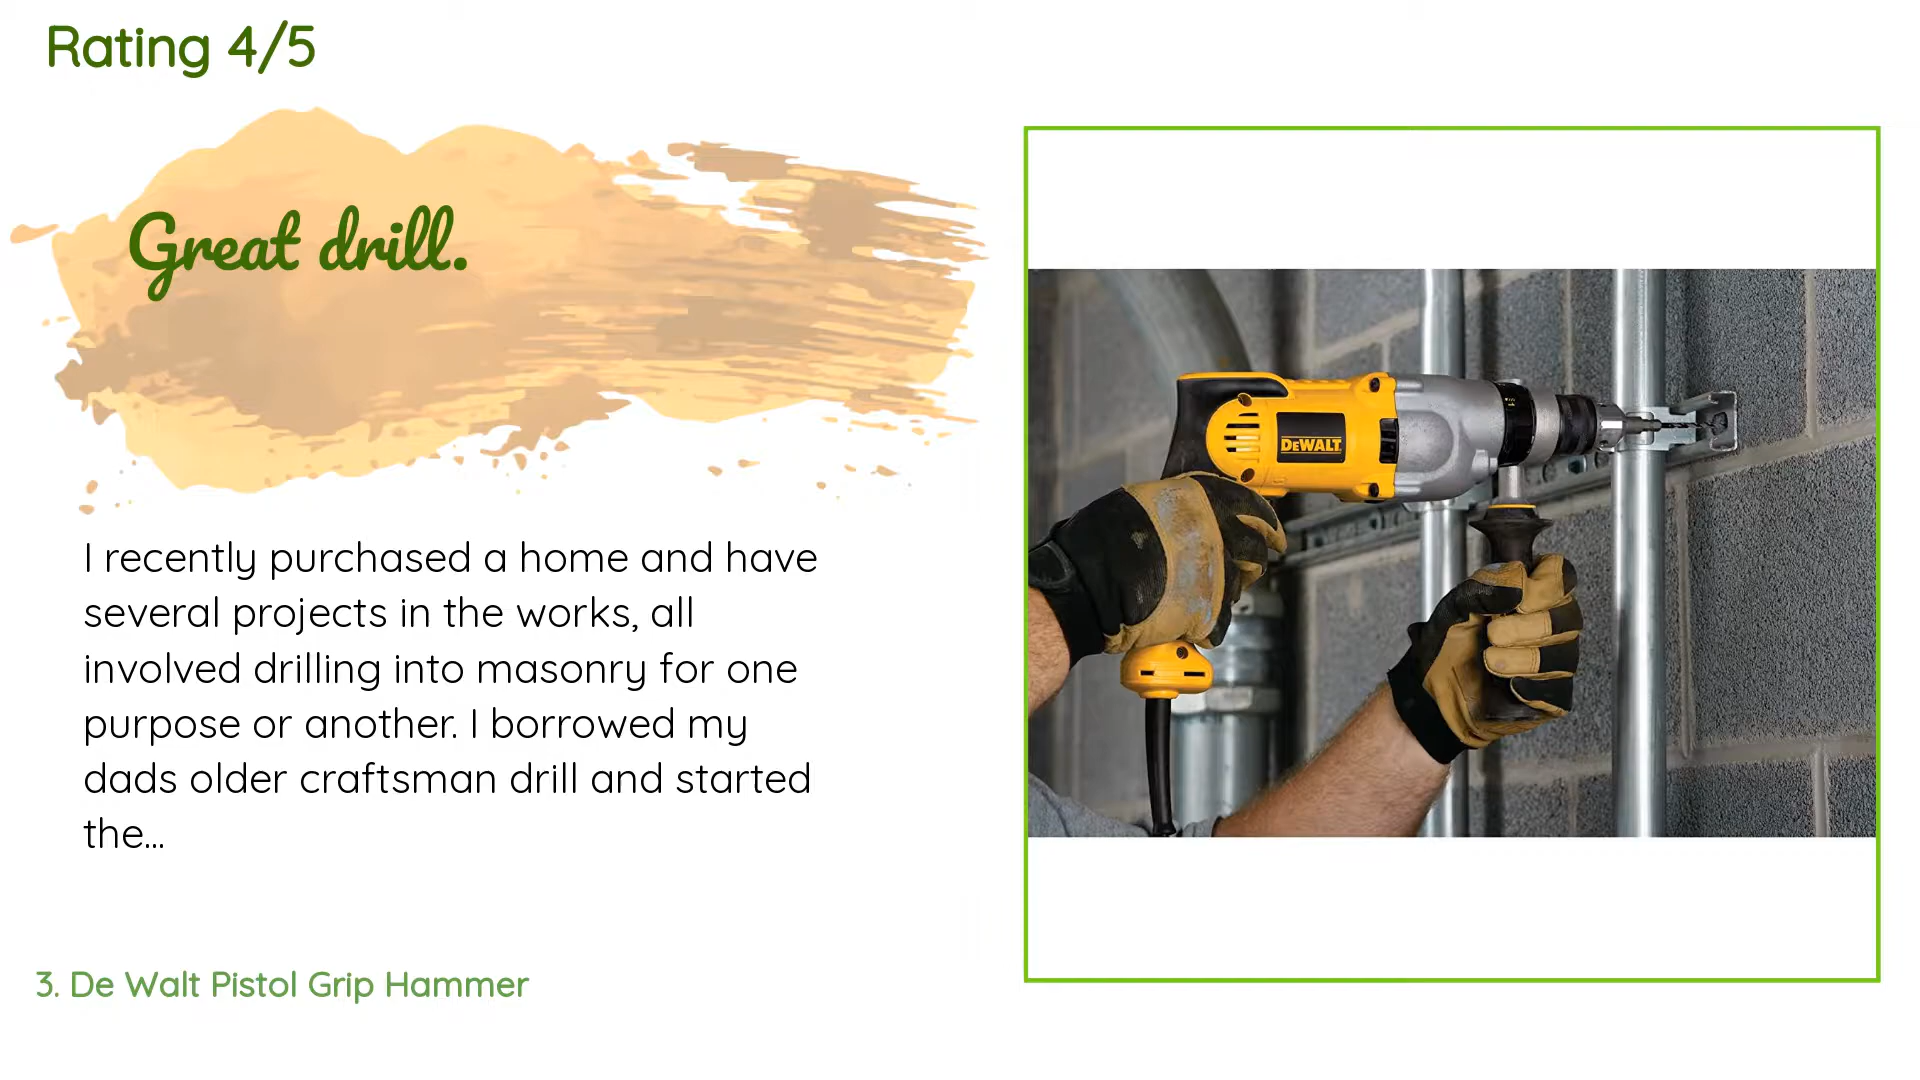 Rating 4/5
Great drill.
I recently purchased a home and have
several projects in the works, all
involved drilling into masonry for one
purpose or another. I borrowed my
dads older craftsman drill and started
the...
DEWALT
3. De Walt Pistol Grip Hammer